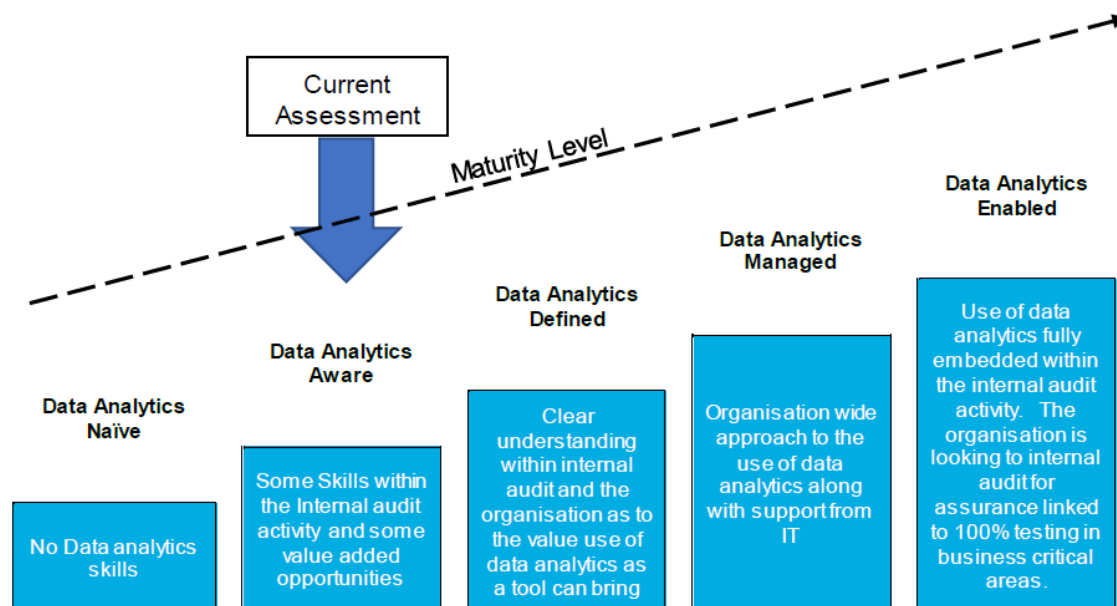 Current
Assessment
Maturity Level
Data Analytics
Naïve
No Data analytics
skills
Data Analytics
Aware
Some Skills within
the Internal audit
activity and some
value added
opportunities
Data Analytics
Defined
Clear
understanding
within internal
audit and the
organisation as to
the value use of
data analytics as
a tool can bring
Data Analytics
Managed
Organisation wide
approach to the
use of data
analytics along
with support from
IT
Data Analytics
Enabled
Use of data
analytics fully
embedded within
the internal audit
activity. The
organisation is
looking to internal
audit for
assurance linked
to 100% testing in
business critical
areas.